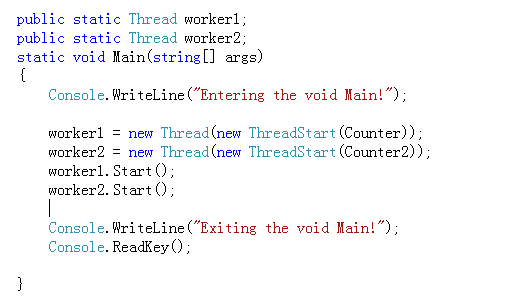 public static Thread worker1;
public static Thread worker2;
static void Main(string[] args)
{
Console.WriteLine("Entering the void Main!");
worker1 = new Thread(new ThreadStart(Counter));
worker2 = new Thread(new ThreadStart(Counter2));
worker1.Start();
worker2.Start();
Console.WriteLine("Exiting the void Main!");
Console.ReadKey();
}